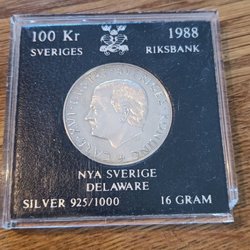 100 Kr 1988
SVERIGES RIKSBANK
NYA SVERIGE
DELAWARE
SILVER 925/1000 16 GRAM